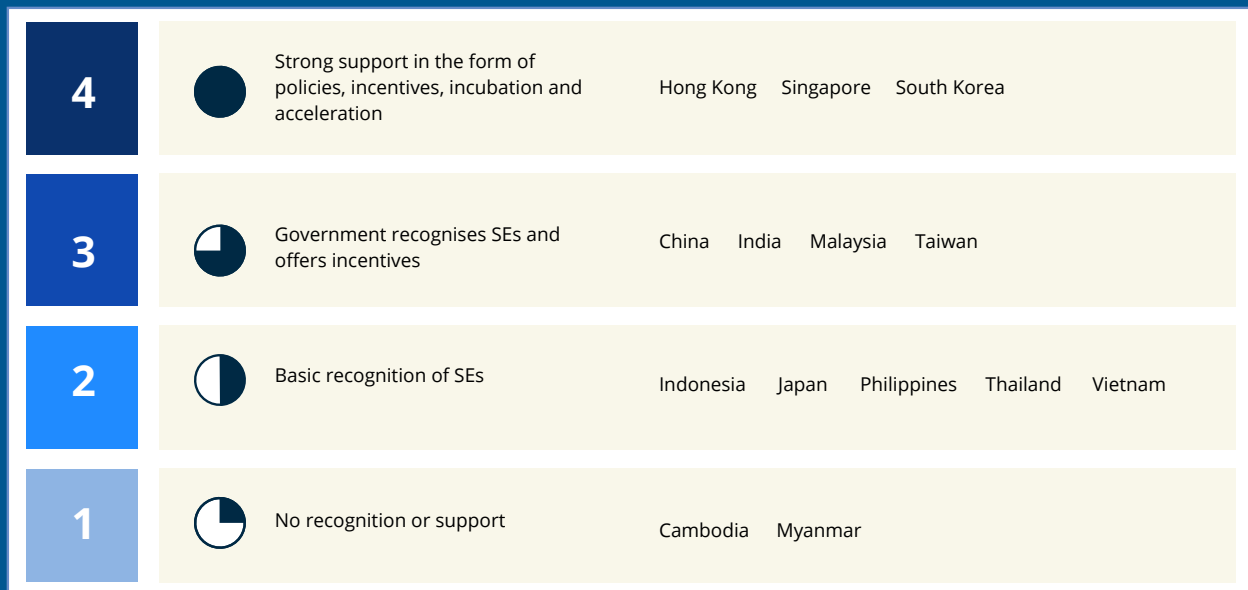 4
Strong support in the form of
policies, incentives, incubation and
acceleration
Hong Kong Singapore South Korea
3
Government recognises SEs and
offers incentives
China India Malaysia Taiwan
2
Basic recognition of SEs
Indonesia Japan Philippines Thailand Vietnam
1
No recognition or support
Cambodia Myanmar